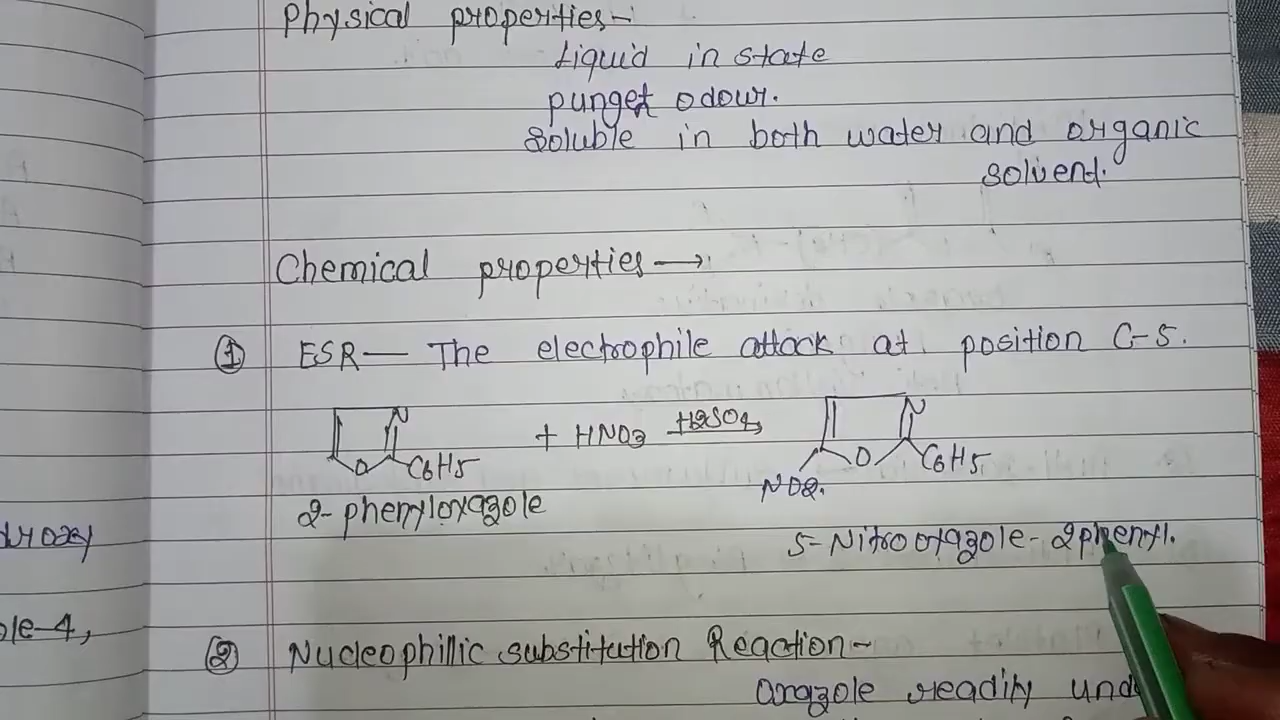 Physical properties-
Liquid in state
punget odour.
Soluble in both water and organic
solvent.
Chemical properties →
① ESR— The electrophile attack at position C-5.
N O C6H5 + HNO3 H2SO4 N O C6H5
NO2.
2-phenyloxazole
5-Nitrooxazole-2phenyl.
② Nucleophillic substitution Reaction-
Oxazole readily und
ole-4,